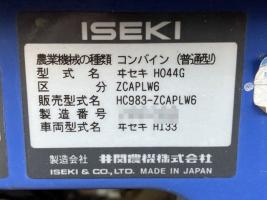 ISEKI
農業機械の種類 コンバイン (普通型)
型式名 ヰセキ HO44G
区分 ZCAPLW6
販売型式名 HC983-ZCAPLW6
製造番号
車両型式名 ヰセキ H133
製造会社 井関農機株式会社
ISEKI & CO., LTD. MADE IN JAPAN